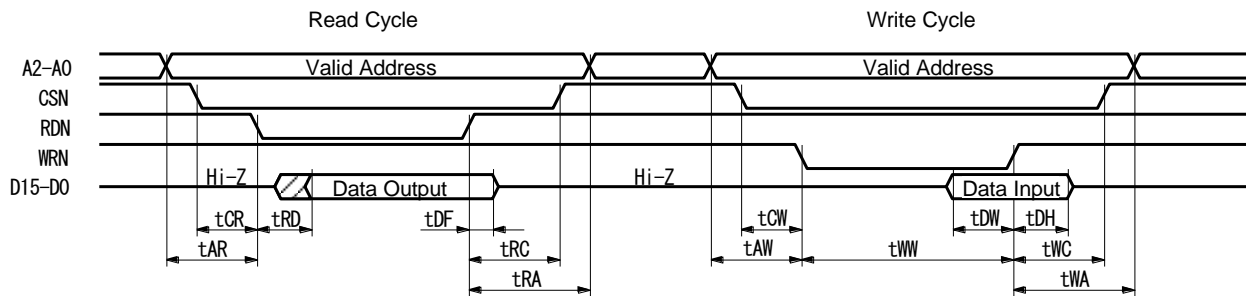 Read Cycle Write Cycle
A2-A0 Valid Address Valid Address
CSN
RDN
WRN
D15-D0 Hi-Z Data Output Hi-Z Data Input
tCR tRD tDF tCW tDW tDH
tAR tRC tAW tWW tWC
tRA tWA